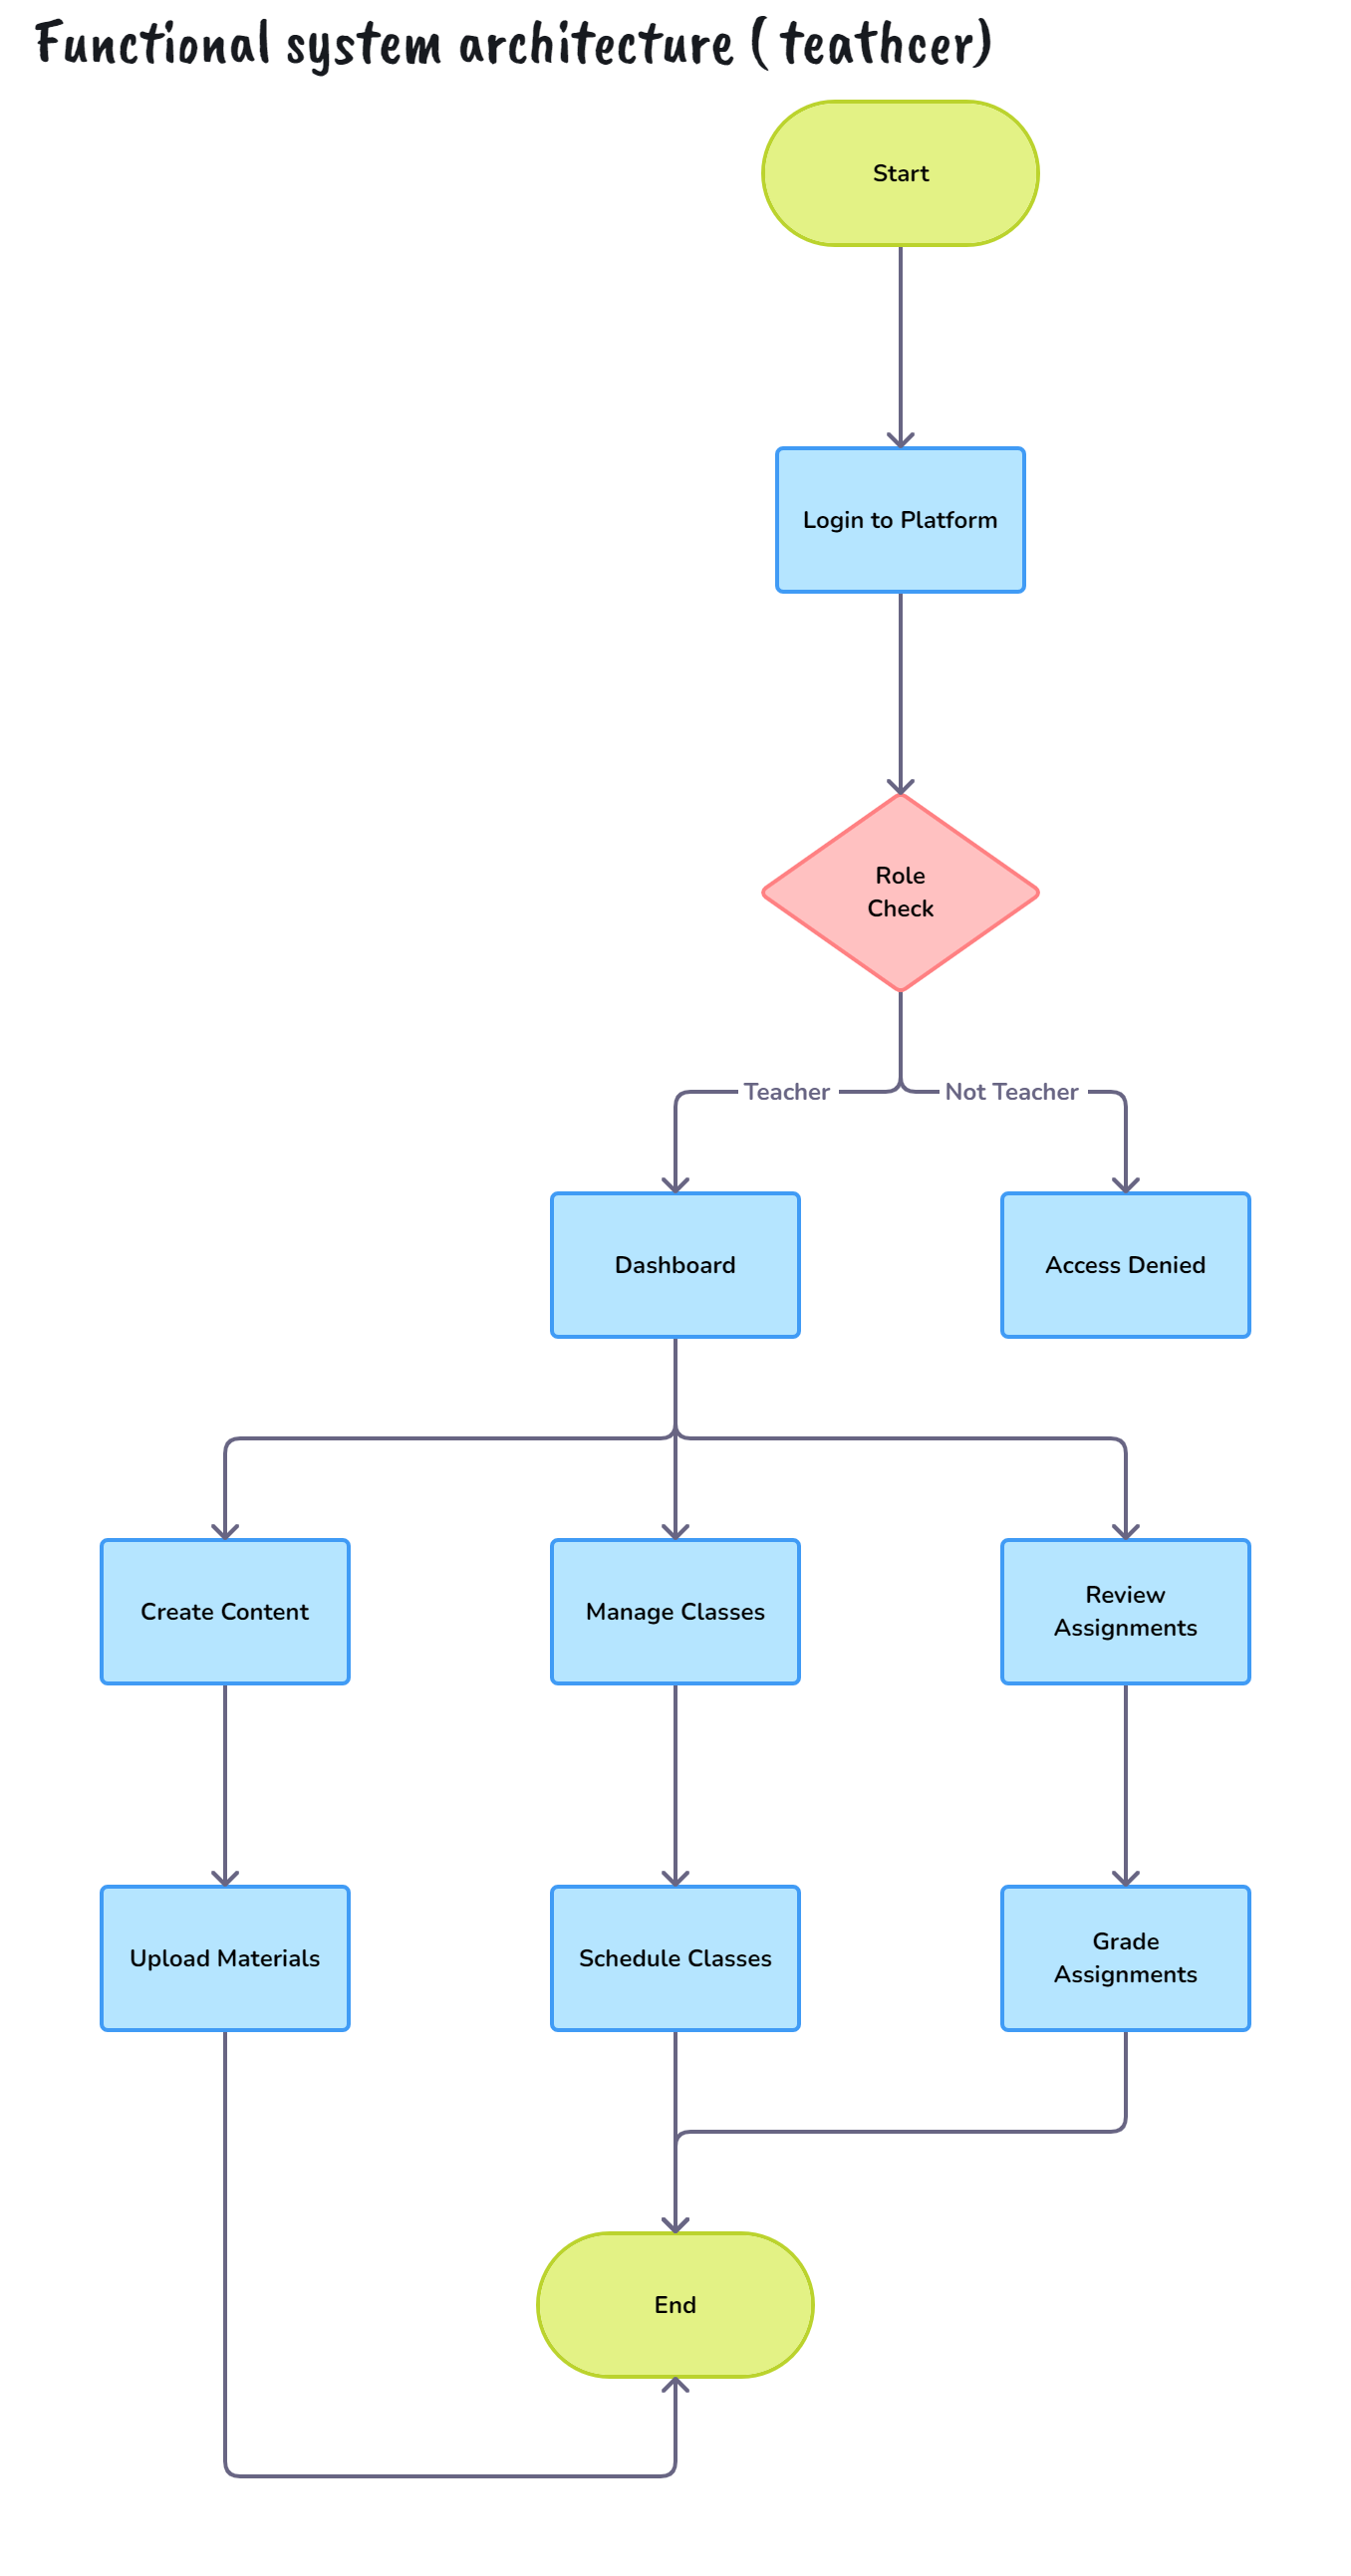 Functional system architecture ( teathcer)
Start
Login to Platform
Role
Check
Teacher
Not Teacher
Dashboard
Access Denied
Create Content
Manage Classes
Review
Assignments
Upload Materials
Schedule Classes
Grade
Assignments
End